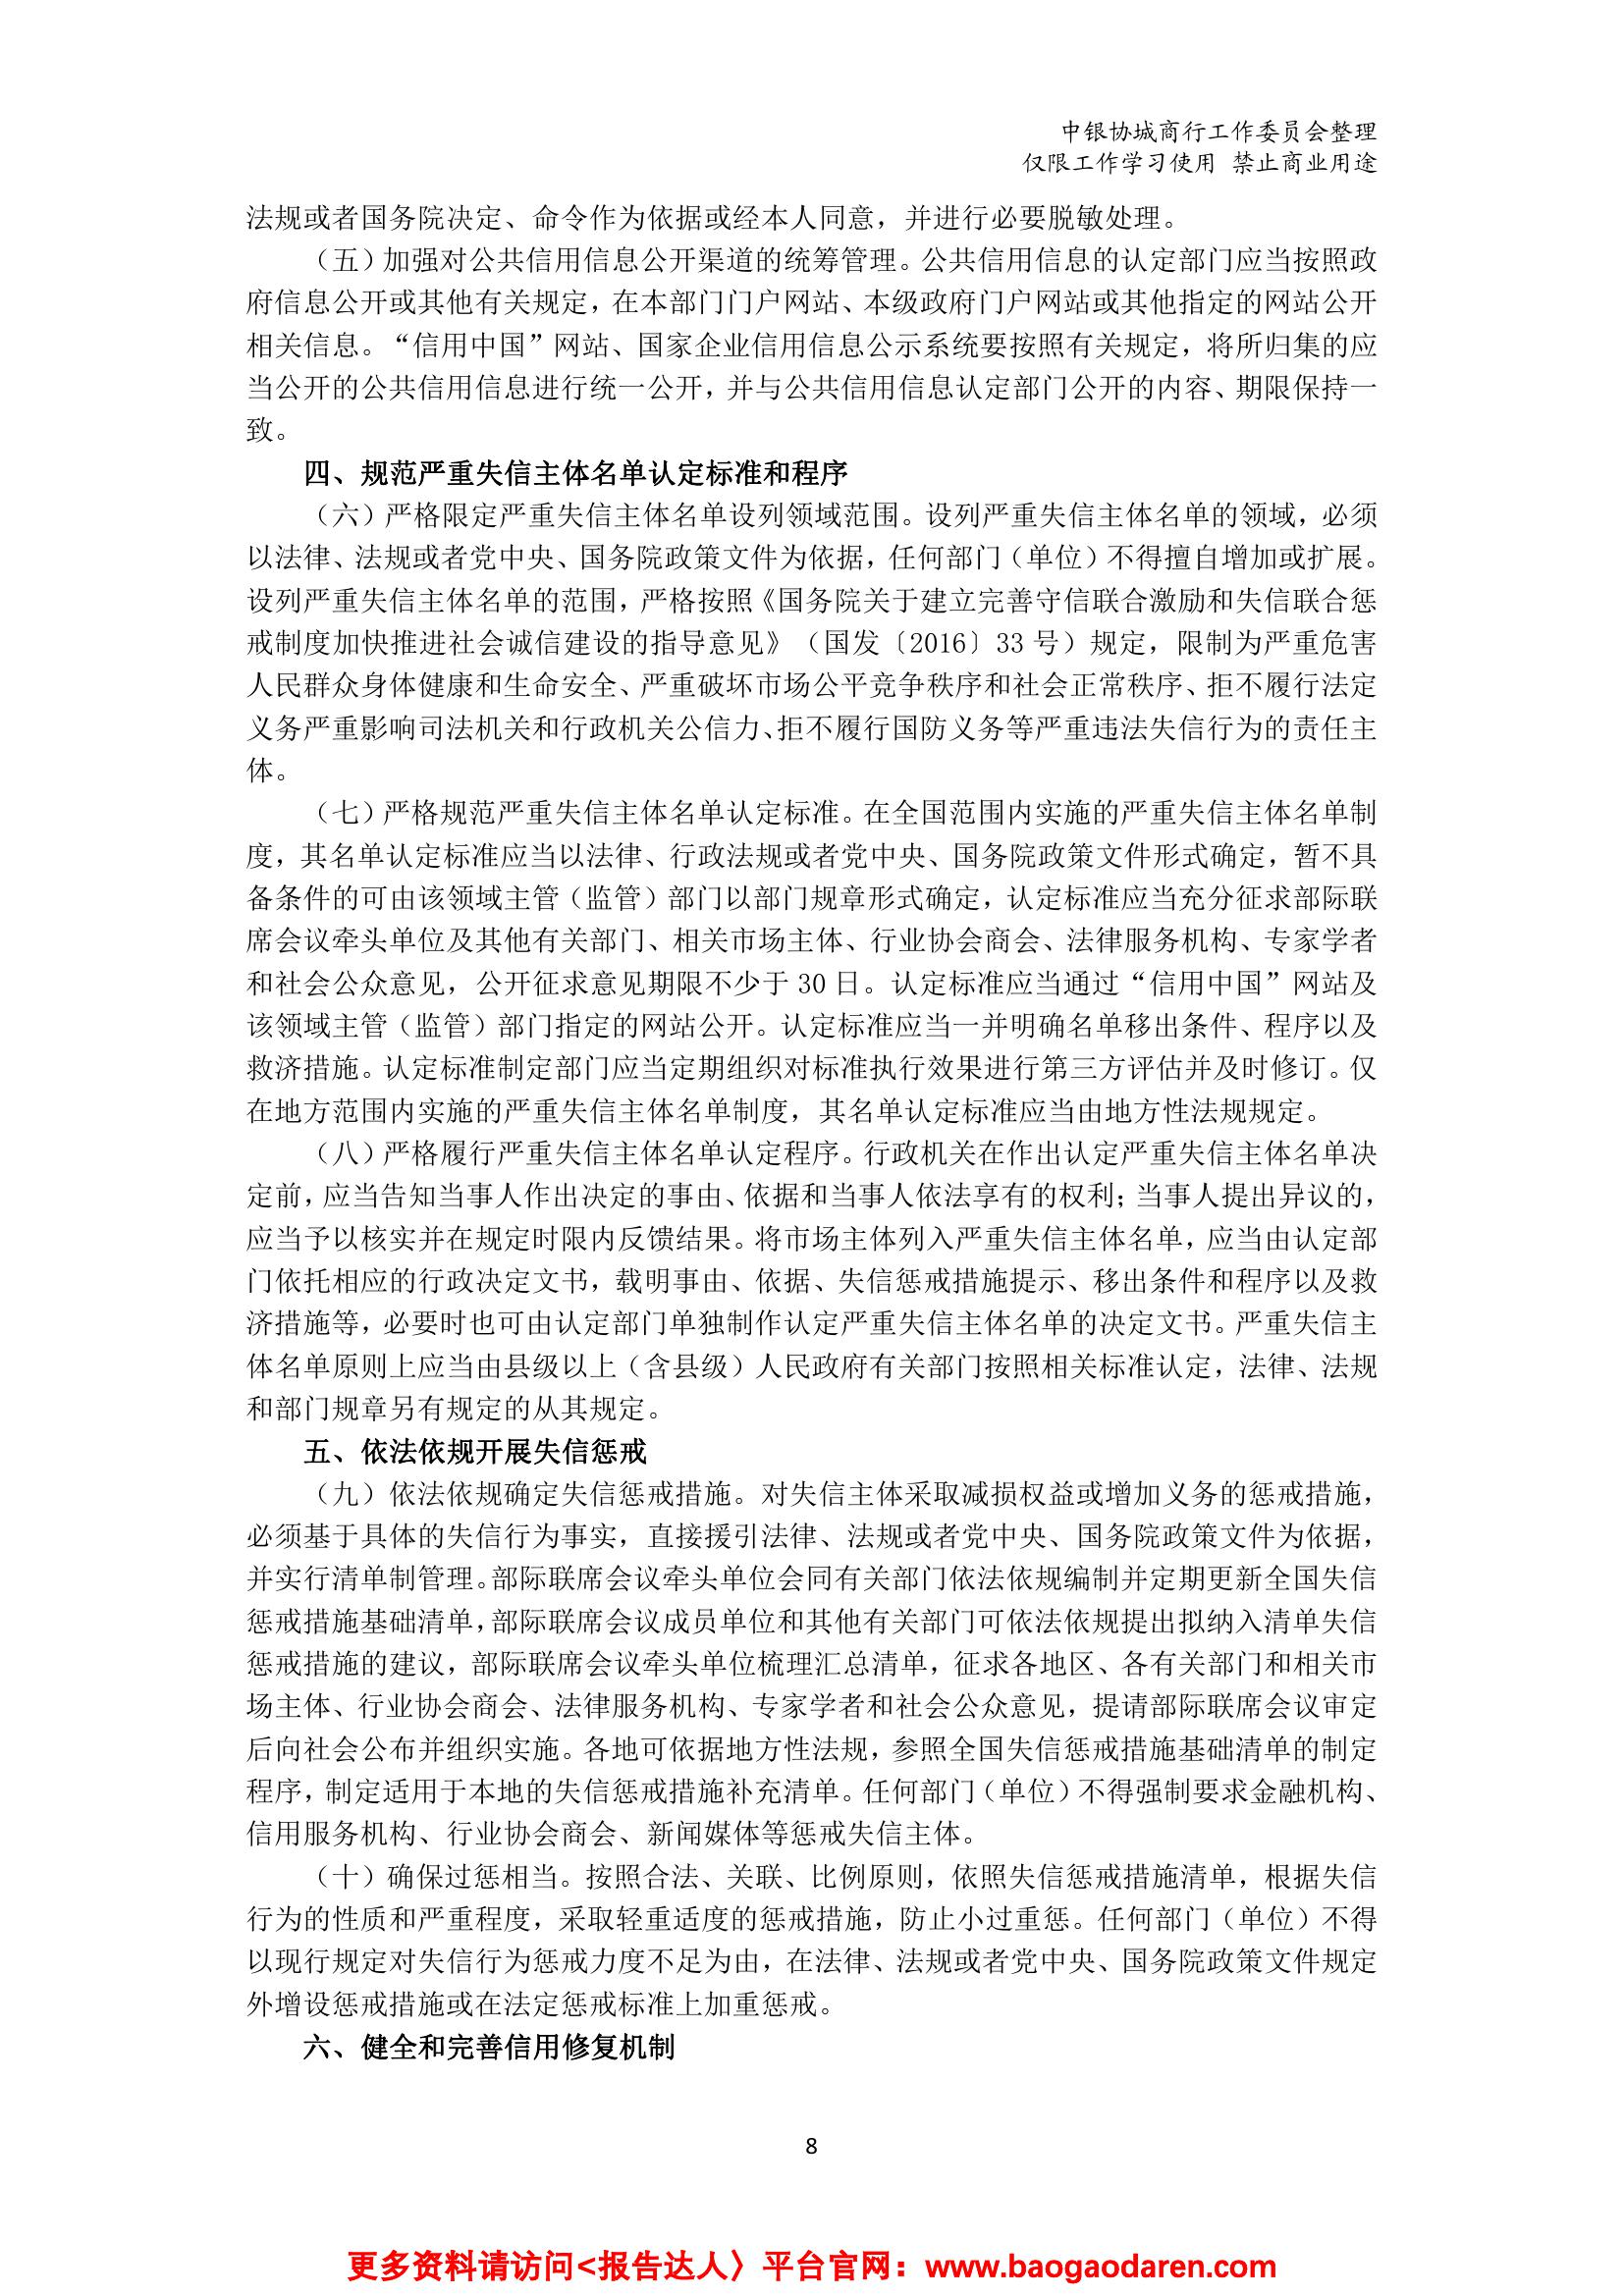 中银协城商行工作委员会整理
仅限工作学习使用 禁止商业用途
法规或者国务院决定、命令作为依据或经本人同意，并进行必要脱敏处理。
（五）加强对公共信用信息公开渠道的统筹管理。公共信用信息的认定部门应当按照政
府信息公开或其他有关规定，在本部门门户网站、本级政府门户网站或其他指定的网站公开
相关信息。“信用中国”网站、国家企业信用信息公示系统要按照有关规定，将所归集的应
当公开的公共信用信息进行统一公开，并与公共信用信息认定部门公开的内容、期限保持一
致。
四、规范严重失信主体名单认定标准和程序
（六）严格限定严重失信主体名单设列领域范围。设列严重失信主体名单的领域，必须
以法律、法规或者党中央、国务院政策文件为依据，任何部门（单位）不得擅自增加或扩展。
设列严重失信主体名单的范围，严格按照《国务院关于建立完善守信联合激励和失信联合惩
戒制度加快推进社会诚信建设的指导意见》（国发〔2016〕33 号）规定，限制为严重危害
人民群众身体健康和生命安全、严重破坏市场公平竞争秩序和社会正常秩序、拒不履行法定
义务严重影响司法机关和行政机关公信力、拒不履行国防义务等严重违法失信行为的责任主
体。
（七）严格规范严重失信主体名单认定标准。在全国范围内实施的严重失信主体名单制
度，其名单认定标准应当以法律、行政法规或者党中央、国务院政策文件形式确定，暂不具
备条件的可由该领域主管（监管）部门以部门规章形式确定，认定标准应当充分征求部际联
席会议牵头单位及其他有关部门、相关市场主体、行业协会商会、法律服务机构、专家学者
和社会公众意见，公开征求意见期限不少于 30 日。认定标准应当通过“信用中国”网站及
该领域主管（监管）部门指定的网站公开。认定标准应当一并明确名单移出条件、程序以及
救济措施。认定标准制定部门应当定期组织对标准执行效果进行第三方评估并及时修订。仅
在地方范围内实施的严重失信主体名单制度，其名单认定标准应当由地方性法规规定。
（八）严格履行严重失信主体名单认定程序。行政机关在作出认定严重失信主体名单决
定前，应当告知当事人作出决定的事由、依据和当事人依法享有的权利；当事人提出异议的，
应当予以核实并在规定时限内反馈结果。将市场主体列入严重失信主体名单，应当由认定部
门依托相应的行政决定文书，载明事由、依据、失信惩戒措施提示、移出条件和程序以及救
济措施等，必要时也可由认定部门单独制作认定严重失信主体名单的决定文书。严重失信主
体名单原则上应当由县级以上（含县级）人民政府有关部门按照相关标准认定，法律、法规
和部门规章另有规定的从其规定。
五、依法依规开展失信惩戒
（九）依法依规确定失信惩戒措施。对失信主体采取减损权益或增加义务的惩戒措施，
必须基于具体的失信行为事实，直接援引法律、法规或者党中央、国务院政策文件为依据，
并实行清单制管理。部际联席会议牵头单位会同有关部门依法依规编制并定期更新全国失信
惩戒措施基础清单，部际联席会议成员单位和其他有关部门可依法依规提出拟纳入清单失信
惩戒措施的建议，部际联席会议牵头单位梳理汇总清单，征求各地区、各有关部门和相关市
场主体、行业协会商会、法律服务机构、专家学者和社会公众意见，提请部际联席会议审定
后向社会公布并组织实施。各地可依据地方性法规，参照全国失信惩戒措施基础清单的制定
程序，制定适用于本地的失信惩戒措施补充清单。任何部门（单位）不得强制要求金融机构、
信用服务机构、行业协会商会、新闻媒体等惩戒失信主体。
（十）确保过惩相当。按照合法、关联、比例原则，依照失信惩戒措施清单，根据失信
行为的性质和严重程度，采取轻重适度的惩戒措施，防止小过重惩。任何部门（单位）不得
以现行规定对失信行为惩戒力度不足为由，在法律、法规或者党中央、国务院政策文件规定
外增设惩戒措施或在法定惩戒标准上加重惩戒。
六、健全和完善信用修复机制
8
更多资料请访问<报告达人〉平台官网：www.baogaodaren.com